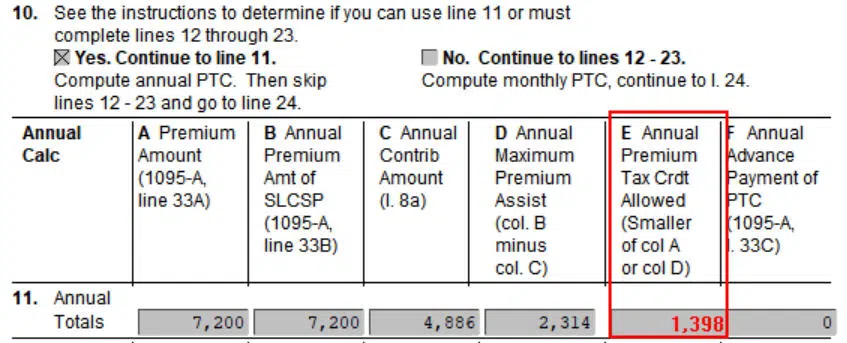 10. See the instructions to determine if you can use line 11 or must
complete lines 12 through 23.
Yes. Continue to line 11.
Compute annual PTC. Then skip
lines 12 - 23 and go to line 24.
No. Continue to lines 12 - 23.
Compute monthly PTC, continue to l. 24.
Annual
Calc
A Premium
Amount
(1095-A,
line 33A)
B Annual
Premium
Amt of
SLCSP
(1095-A,
line 33B)
C Annual
Contrib
Amount
(l. 8a)
D Annual
Maximum
Premium
Assist
(col. B
minus
col. C)
E Annual
Premium
Tax Crdt
Allowed
(Smaller
of col A
or col D)
F Annual
Advance
Payment of
PTC
(1095-A,
l. 33C)
11. Annual
Totals
7,200
7,200
4,886
2,314
1,398
0